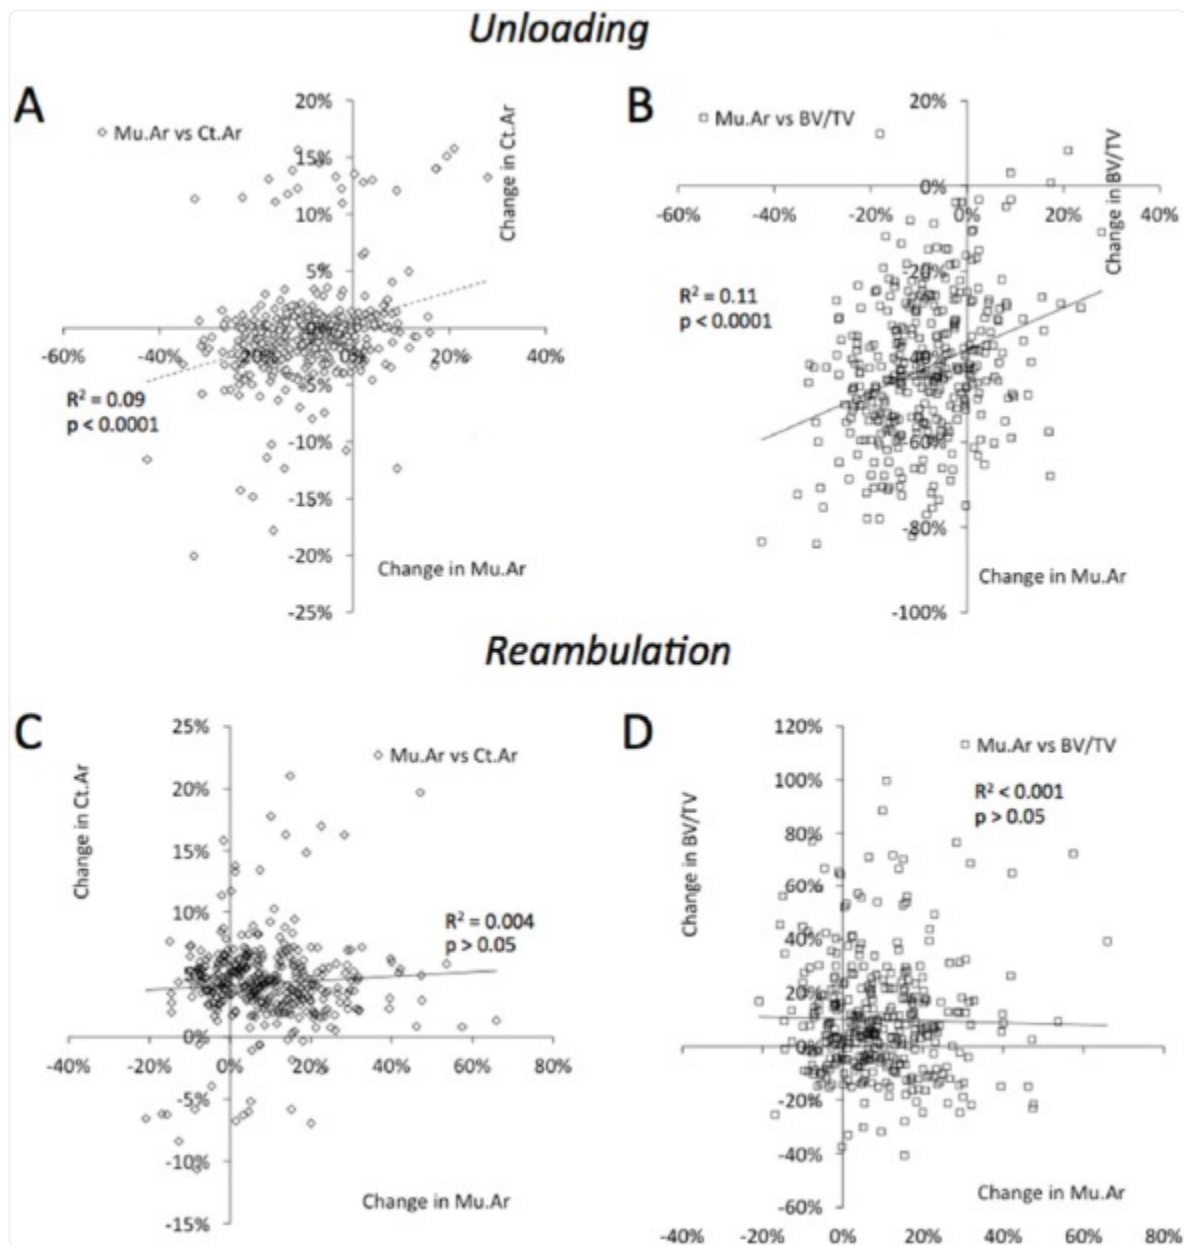 Unloading
A
Mu.Ar vs Ct.Ar
Change in Ct.Ar
20%
15%
10%
5%
0%
-5%
-10%
-15%
-20%
-25%
-60% -40% -20% 0% 20% 40%
R² = 0.09
p < 0.0001
Change in Mu.Ar
B
Mu.Ar vs BV/TV
Change in BV/TV
20%
0%
-20%
-40%
-60%
-80%
-100%
-60% -40% -20% 0% 20% 40%
R² = 0.11
p < 0.0001
Change in Mu.Ar
Reambulation
C
Mu.Ar vs Ct.Ar
Change in Ct.Ar
25%
20%
15%
10%
5%
0%
-5%
-10%
-15%
-40% -20% 0% 20% 40% 60% 80%
R² = 0.004
p > 0.05
Change in Mu.Ar
D
Mu.Ar vs BV/TV
Change in BV/TV
120%
100%
80%
60%
40%
20%
0%
-20%
-40%
-60%
-40% -20% 0% 20% 40% 60% 80%
R² < 0.001
p > 0.05
Change in Mu.Ar